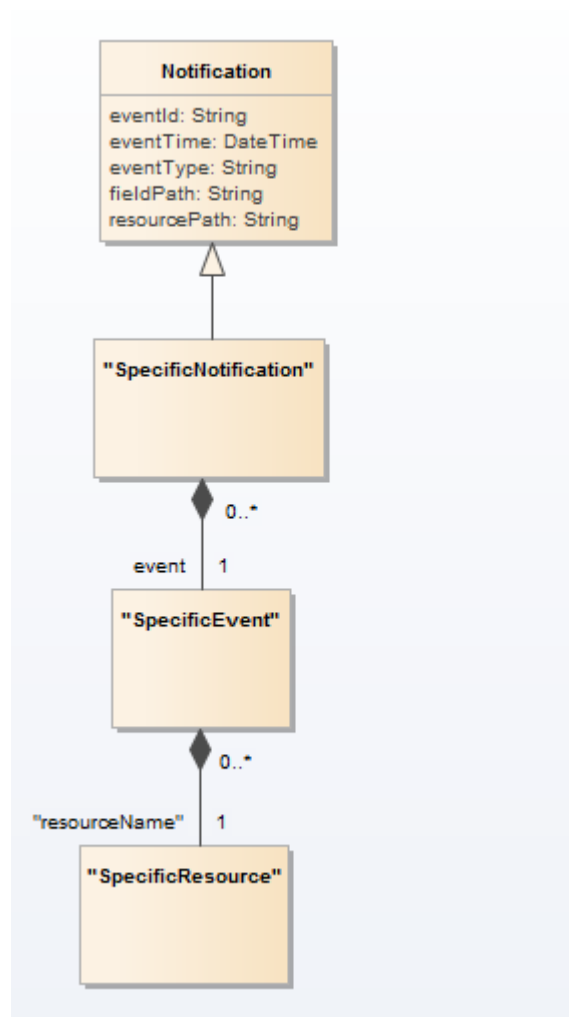 Notification
eventId: String
eventTime: DateTime
eventType: String
fieldPath: String
resourcePath: String
"SpecificNotification"
0..*
event 1
"SpecificEvent"
0..*
"resourceName" 1
"SpecificResource"